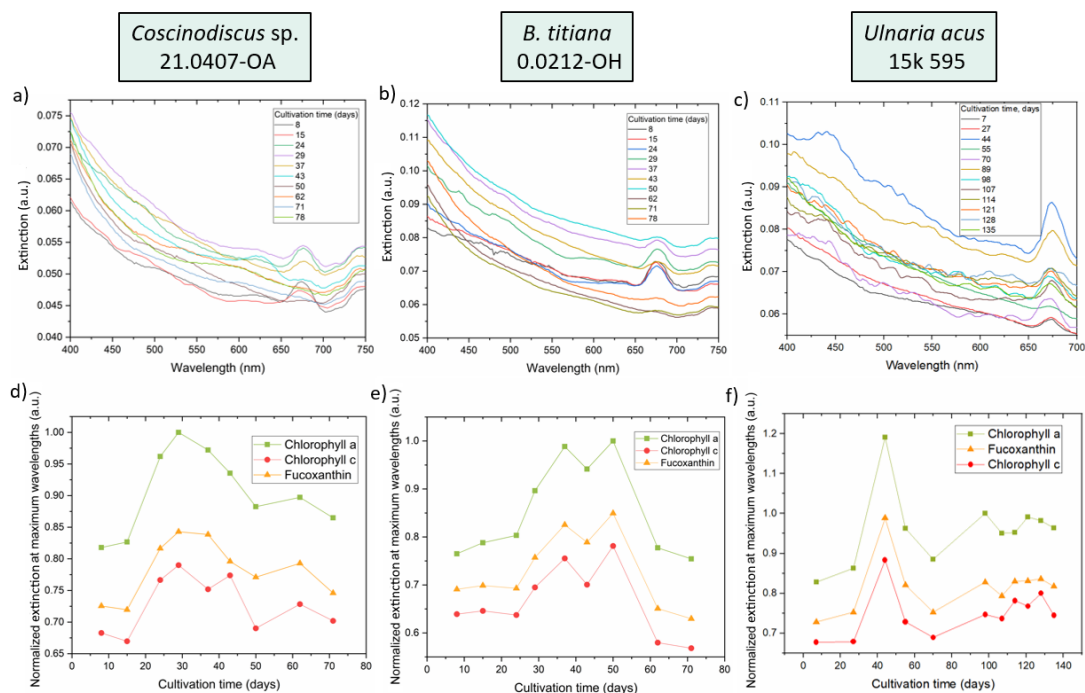 Coscinodiscus sp.
21.0407-OA
B. titiana
0.0212-OH
Ulnaria acus
15k 595
a)
Extinction (a.u.)
0.075
0.070
0.065
0.060
0.055
0.050
0.045
0.040
400 450 500 550 600 650 700 750
Wavelength (nm)
Cultivation time (days)
8
15
24
29
37
43
50
62
71
78
b)
Extinction (a.u.)
0.12
0.11
0.10
0.09
0.08
0.07
0.06
0.05
400 450 500 550 600 650 700 750
Wavelength (nm)
Cultivation time (days)
8
15
24
29
37
43
50
62
71
78
c)
Extinction (a.u.)
0.11
0.10
0.09
0.08
0.07
0.06
400 450 500 550 600 650 700
Wavelength (nm)
Cultivation time, days)
7
27
44
55
70
89
98
107
114
121
128
135
d)
Normalized extinction at maximum wavelengths (a.u.)
1.00
0.95
0.90
0.85
0.80
0.75
0.70
0.65
0 10 20 30 40 50 60 70 80
Cultivation time (days)
Chlorophyll a
Chlorophyll c
Fucoxanthin
e)
Normalized extinction at maximum wavelengths (a.u.)
1.0
0.9
0.8
0.7
0.6
0 10 20 30 40 50 60 70 80
Cultivation time (days)
Chlorophyll a
Chlorophyll c
Fucoxanthin
f)
Normalized extinction at maximum wavelengths (a.u.)
1.2
1.1
1.0
0.9
0.8
0.7
0 20 40 60 80 100 120 140
Cultivation time (days)
Chlorophyll a
Fucoxanthin
Chlorophyll c